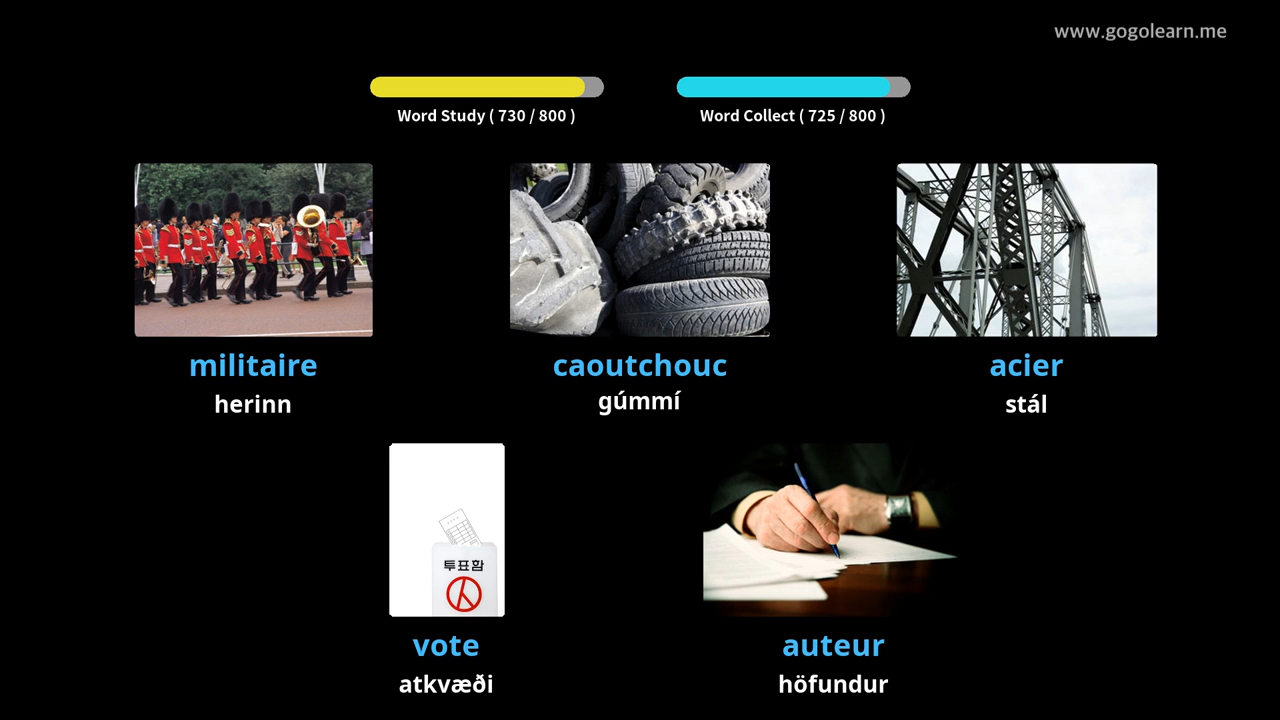 www.gogolearn.me
Word Study ( 730 / 800 )
Word Collect ( 725 / 800 )
militaire
herinn
caoutchouc
gúmmí
acier
stál
투표함
vote
atkvæði
auteur
höfundur